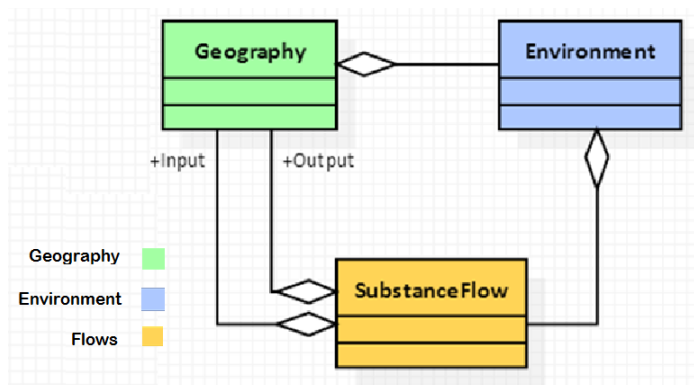 Geography
Environment
+Input
+Output
SubstanceFlow
Geography
Environment
Flows